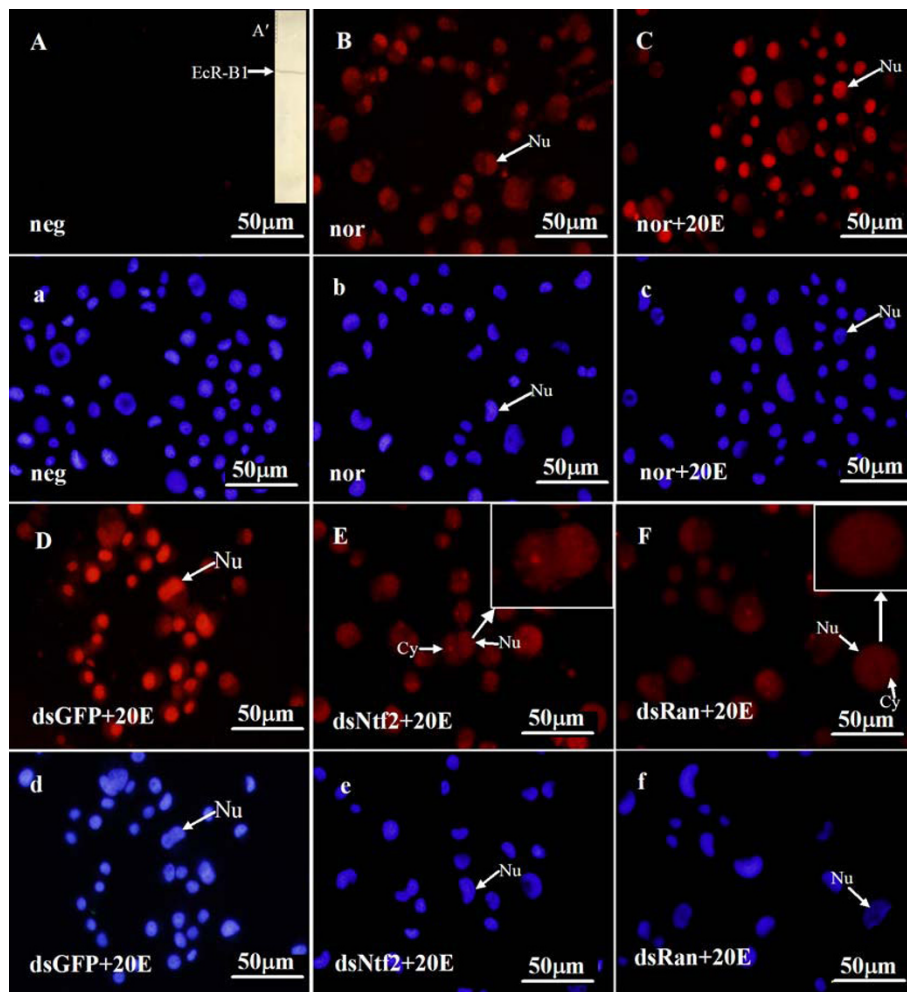 A
A′
EcR-B1
neg
50μm
B
Nu
nor
50μm
C
Nu
nor+20E
50μm
a
neg
50μm
b
Nu
nor
50μm
c
Nu
nor+20E
50μm
D
Nu
dsGFP+20E
50μm
E
Cy
Nu
dsNtf2+20E
50μm
F
Nu
Cy
dsRan+20E
50μm
d
Nu
dsGFP+20E
50μm
e
Nu
dsNtf2+20E
50μm
f
Nu
dsRan+20E
50μm